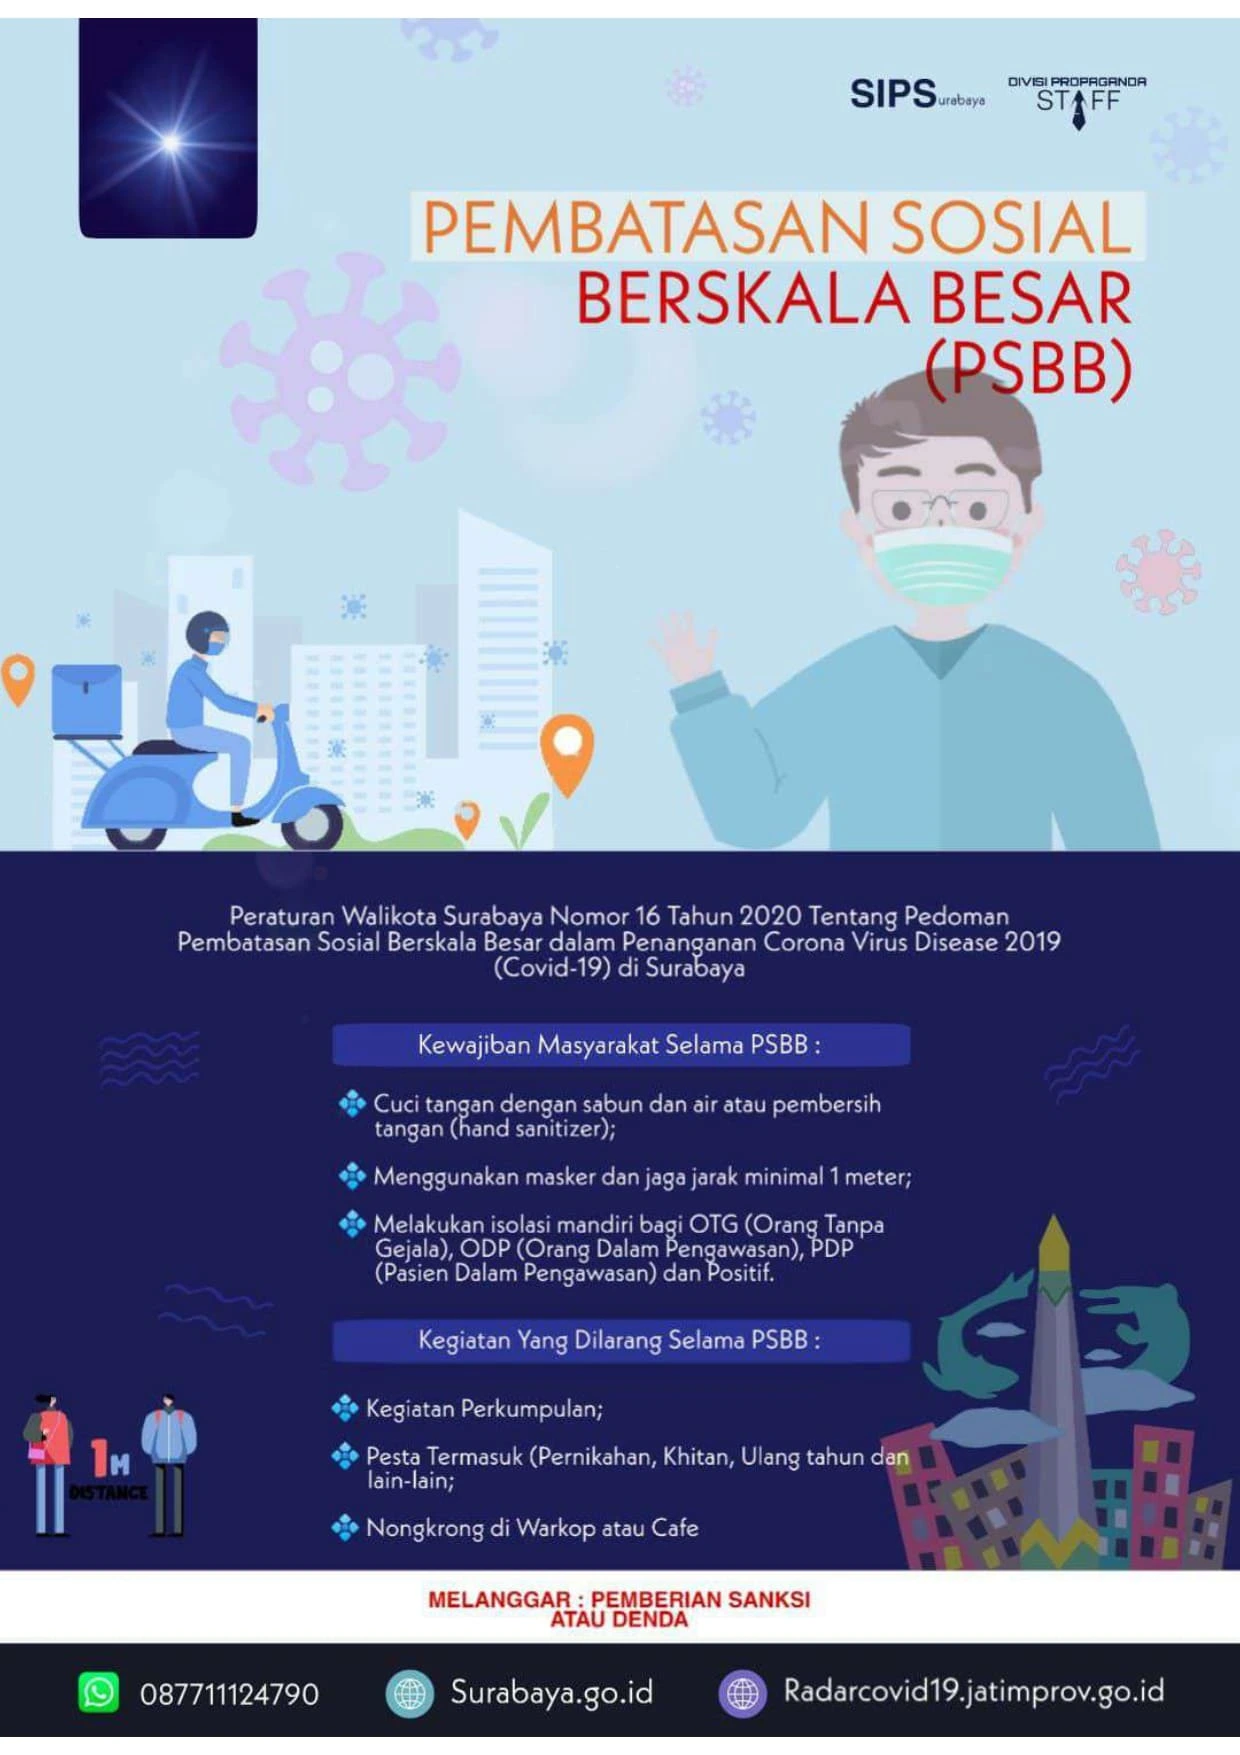 SIPSurabaya
DIVISI PROPAGANDA
STAFF
PEMBATASAN SOSIAL
BERSKALA BESAR
(PSBB)
Peraturan Walikota Surabaya Nomor 16 Tahun 2020 Tentang Pedoman
Pembatasan Sosial Berskala Besar dalam Penanganan Corona Virus Disease 2019
(Covid-19) di Surabaya
Kewajiban Masyarakat Selama PSBB :
Cuci tangan dengan sabun dan air atau pembersih
tangan (hand sanitizer);
Menggunakan masker dan jaga jarak minimal 1 meter;
Melakukan isolasi mandiri bagi OTG (Orang Tanpa
Gejala), ODP (Orang Dalam Pengawasan), PDP
(Pasien Dalam Pengawasan) dan Positif.
Kegiatan Yang Dilarang Selama PSBB :
Kegiatan Perkumpulan;
Pesta Termasuk (Pernikahan, Khitan, Ulang tahun dan
lain-lain;
Nongkrong di Warkop atau Cafe
1M
DISTANCE
MELANGGAR : PEMBERIAN SANKSI
ATAU DENDA
087711124790
Surabaya.go.id
Radarcovid19.jatimprov.go.id